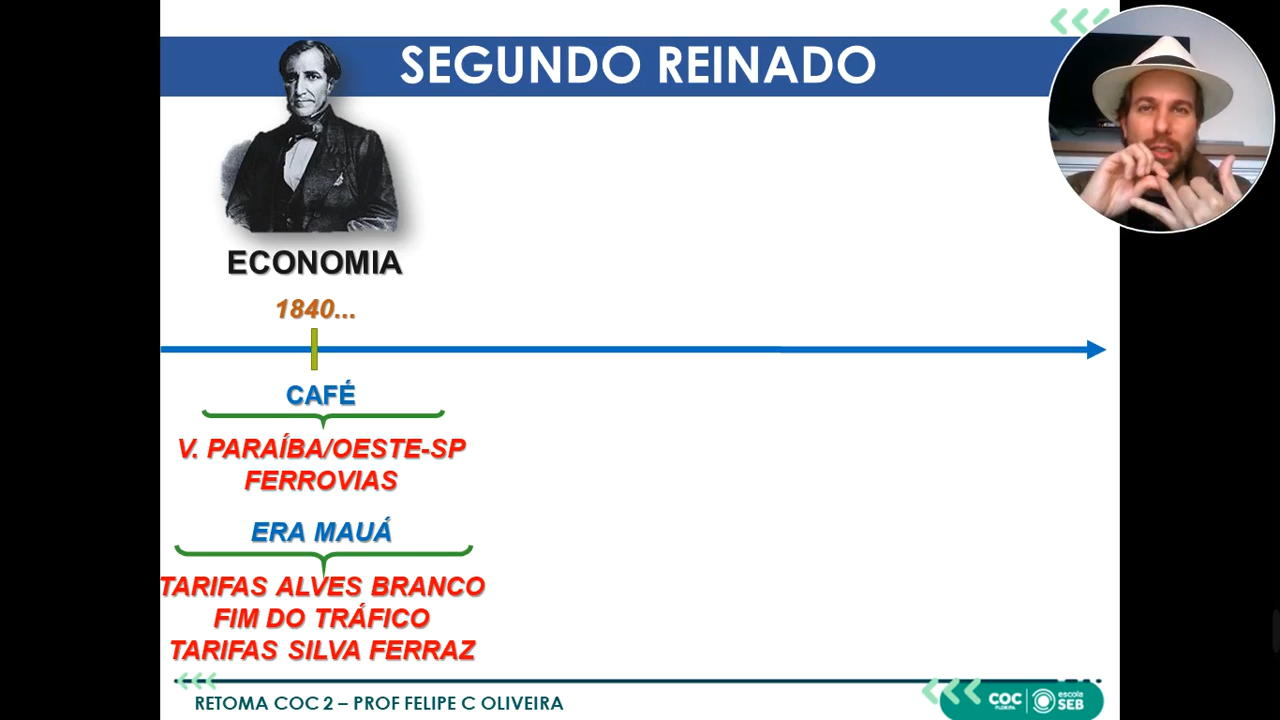 SEGUNDO REINADO
ECONOMIA
1840...
CAFÉ
V. PARAÍBA/OESTE-SP
FERROVIAS
ERA MAUÁ
TARIFAS ALVES BRANCO
FIM DO TRÁFICO
TARIFAS SILVA FERRAZ
RETOMA COC 2 – PROF FELIPE C OLIVEIRA
COC
FLORIPA
escola
SEB